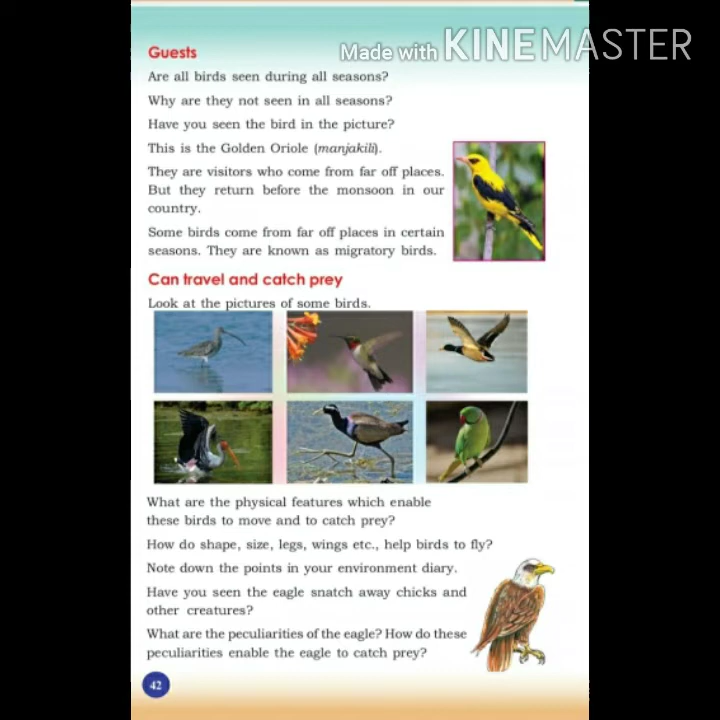 Made with KINEMASTER
Guests
Are all birds seen during all seasons?
Why are they not seen in all seasons?
Have you seen the bird in the picture?
This is the Golden Oriole (manjakili).
They are visitors who come from far off places.
But they return before the monsoon in our
country.
Some birds come from far off places in certain
seasons. They are known as migratory birds.
Can travel and catch prey
Look at the pictures of some birds.
What are the physical features which enable
these birds to move and to catch prey?
How do shape, size, legs, wings etc., help birds to fly?
Note down the points in your environment diary.
Have you seen the eagle snatch away chicks and
other creatures?
What are the peculiarities of the eagle? How do these
peculiarities enable the eagle to catch prey?
42